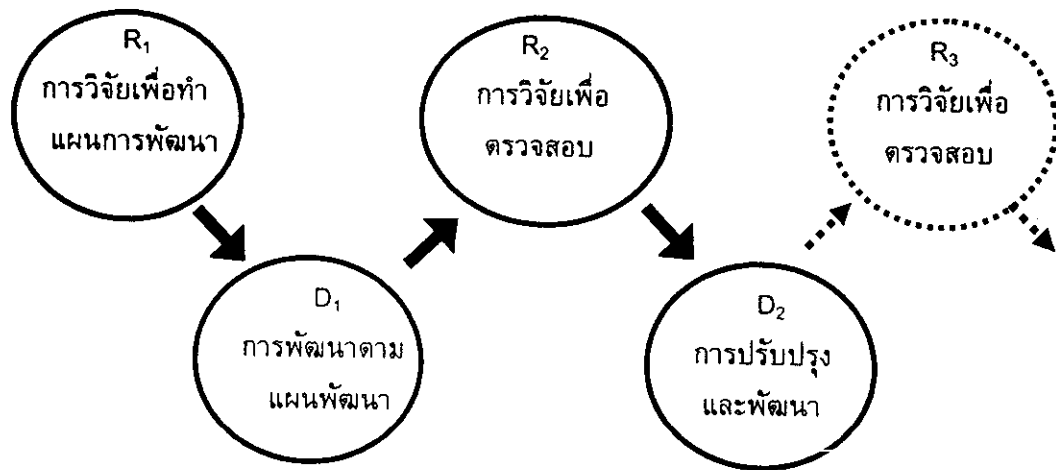 R₁
การวิจัยเพื่อทำ
แผนการพัฒนา
D₁
การพัฒนาตาม
แผนพัฒนา
R₂
การวิจัยเพื่อ
ตรวจสอบ
D₂
การปรับปรุง
และพัฒนา
R₃
การวิจัยเพื่อ
ตรวจสอบ